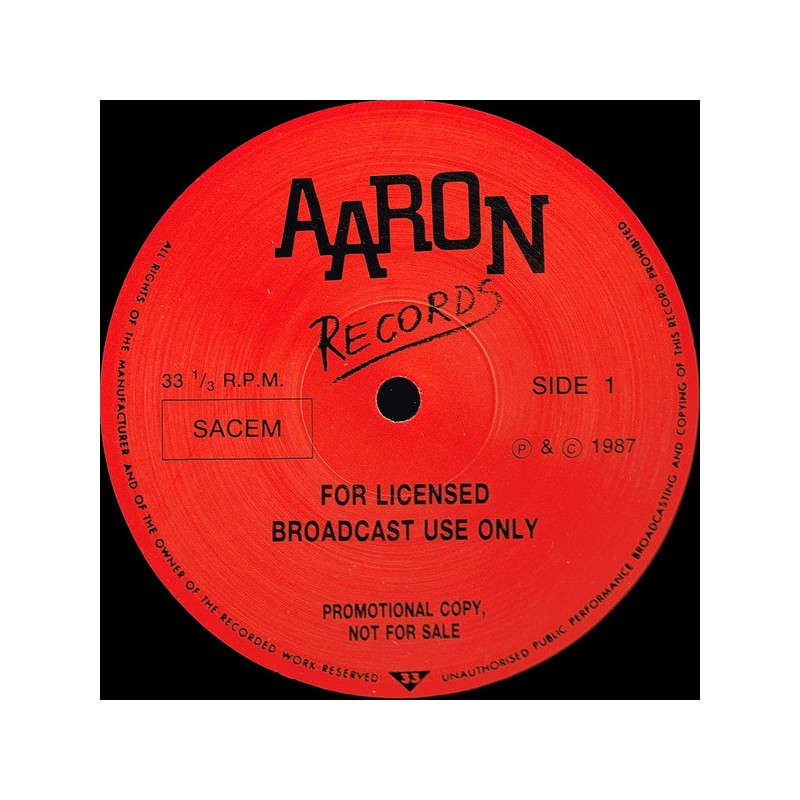 AARON
RECORDS
33 1/3 R.P.M.
SIDE 1
SACEM
Ⓟ & © 1987
FOR LICENSED
BROADCAST USE ONLY
PROMOTIONAL COPY,
NOT FOR SALE
ALL RIGHTS OF THE MANUFACTURER AND OF THE OWNER OF THE RECORDED WORK RESERVED
33
UNAUTHORISED PUBLIC PERFORMANCE BROADCASTING AND COPYING OF THIS RECORD PROHIBITED